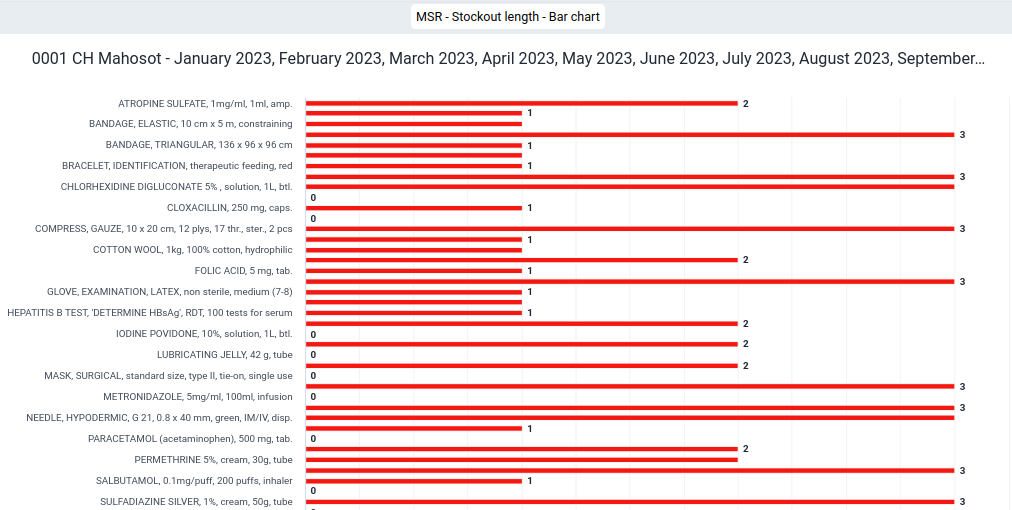 MSR - Stockout length - Bar chart
0001 CH Mahosot - January 2023, February 2023, March 2023, April 2023, May 2023, June 2023, July 2023, August 2023, September...
ATROPINE SULFATE, 1mg/ml, 1ml, amp. 2
1
BANDAGE, ELASTIC, 10 cm x 5 m, constraining
3
BANDAGE, TRIANGULAR, 136 x 96 x 96 cm 1
BRACELET, IDENTIFICATION, therapeutic feeding, red 1
3
CHLORHEXIDINE DIGLUCONATE 5% , solution, 1L, btl.
0
CLOXACILLIN, 250 mg, caps. 1
0
COMPRESS, GAUZE, 10 x 20 cm, 12 plys, 17 thr., ster., 2 pcs 3
1
COTTON WOOL, 1kg, 100% cotton, hydrophilic
2
FOLIC ACID, 5 mg, tab. 1
3
GLOVE, EXAMINATION, LATEX, non sterile, medium (7-8) 1
HEPATITIS B TEST, 'DETERMINE HBsAg', RDT, 100 tests for serum 1
2
IODINE POVIDONE, 10%, solution, 1L, btl. 0
2
LUBRICATING JELLY, 42 g, tube 0
2
MASK, SURGICAL, standard size, type II, tie-on, single use 0
3
METRONIDAZOLE, 5mg/ml, 100ml, infusion 0
3
NEEDLE, HYPODERMIC, G 21, 0.8 x 40 mm, green, IM/IV, disp.
1
PARACETAMOL (acetaminophen), 500 mg, tab. 0
2
PERMETHRINE 5%, cream, 30g, tube
3
SALBUTAMOL, 0.1mg/puff, 200 puffs, inhaler 1
0
SULFADIAZINE SILVER, 1%, cream, 50g, tube 3